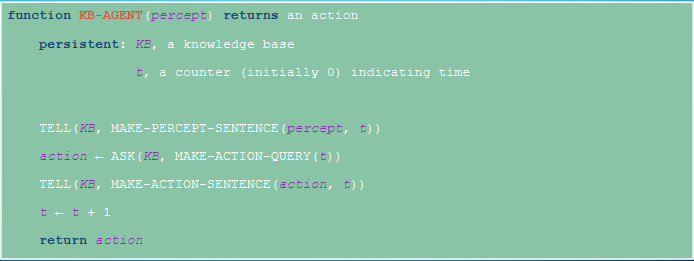 function KB-AGENT(percept) returns an action
persistent: KB, a knowledge base
t, a counter (initially 0) indicating time
TELL(KB, MAKE-PERCEPT-SENTENCE(percept, t))
action ← ASK(KB, MAKE-ACTION-QUERY(t))
TELL(KB, MAKE-ACTION-SENTENCE(action, t))
t ← t + 1
return action